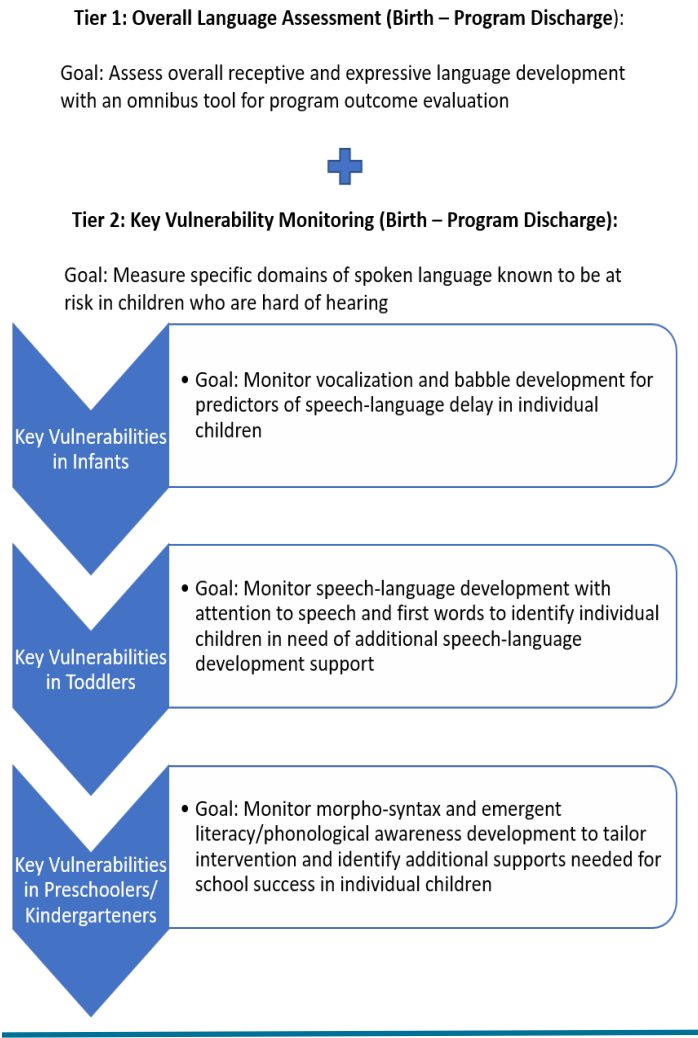 Tier 1: Overall Language Assessment (Birth – Program Discharge):
Goal: Assess overall receptive and expressive language development
with an omnibus tool for program outcome evaluation
Tier 2: Key Vulnerability Monitoring (Birth – Program Discharge):
Goal: Measure specific domains of spoken language known to be at
risk in children who are hard of hearing
Key Vulnerabilities
in Infants
• Goal: Monitor vocalization and babble development for
predictors of speech-language delay in individual
children
Key Vulnerabilities
in Toddlers
• Goal: Monitor speech-language development with
attention to speech and first words to identify individual
children in need of additional speech-language
development support
Key Vulnerabilities
in Preschoolers/
Kindergarteners
• Goal: Monitor morpho-syntax and emergent
literacy/phonological awareness development to tailor
intervention and identify additional supports needed for
school success in individual children